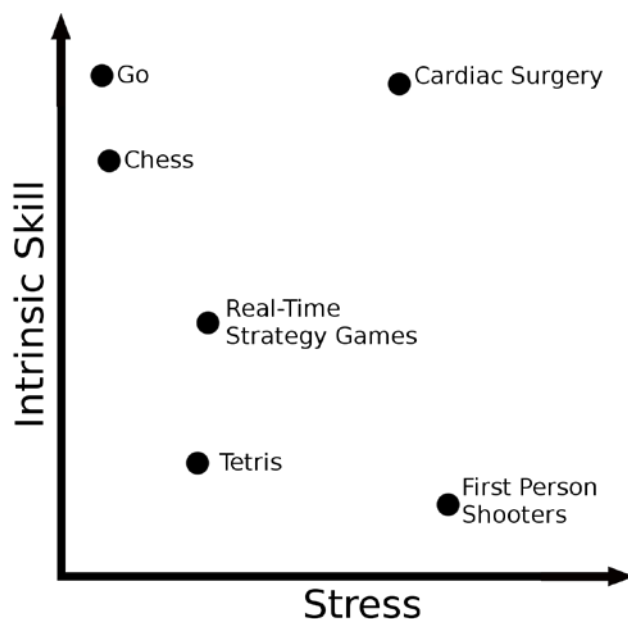 Go
Cardiac Surgery
Chess
Intrinsic Skill
Real-Time
Strategy Games
Tetris
First Person
Shooters
Stress